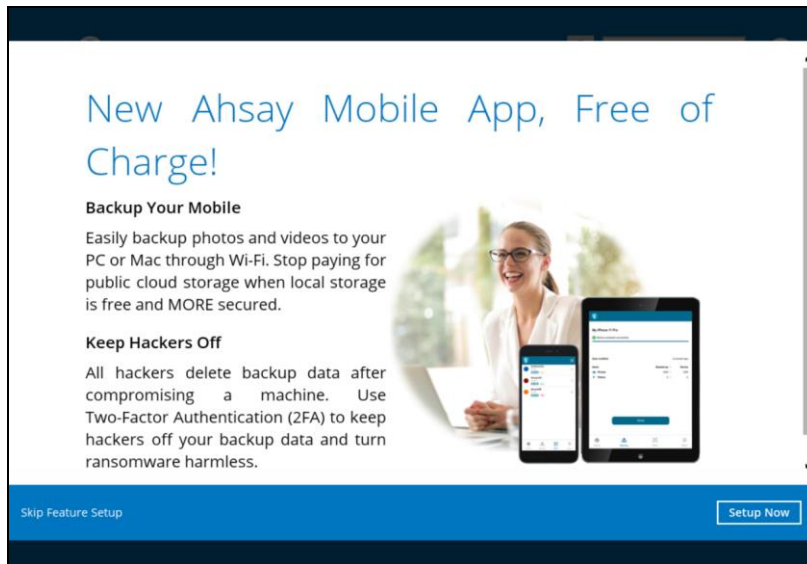 New Ahsay Mobile App, Free of
Charge!
Backup Your Mobile
Easily backup photos and videos to your
PC or Mac through Wi-Fi. Stop paying for
public cloud storage when local storage
is free and MORE secured.
Keep Hackers Off
All hackers delete backup data after
compromising a machine. Use
Two-Factor Authentication (2FA) to keep
hackers off your backup data and turn
ransomware harmless.
Skip Feature Setup
Setup Now